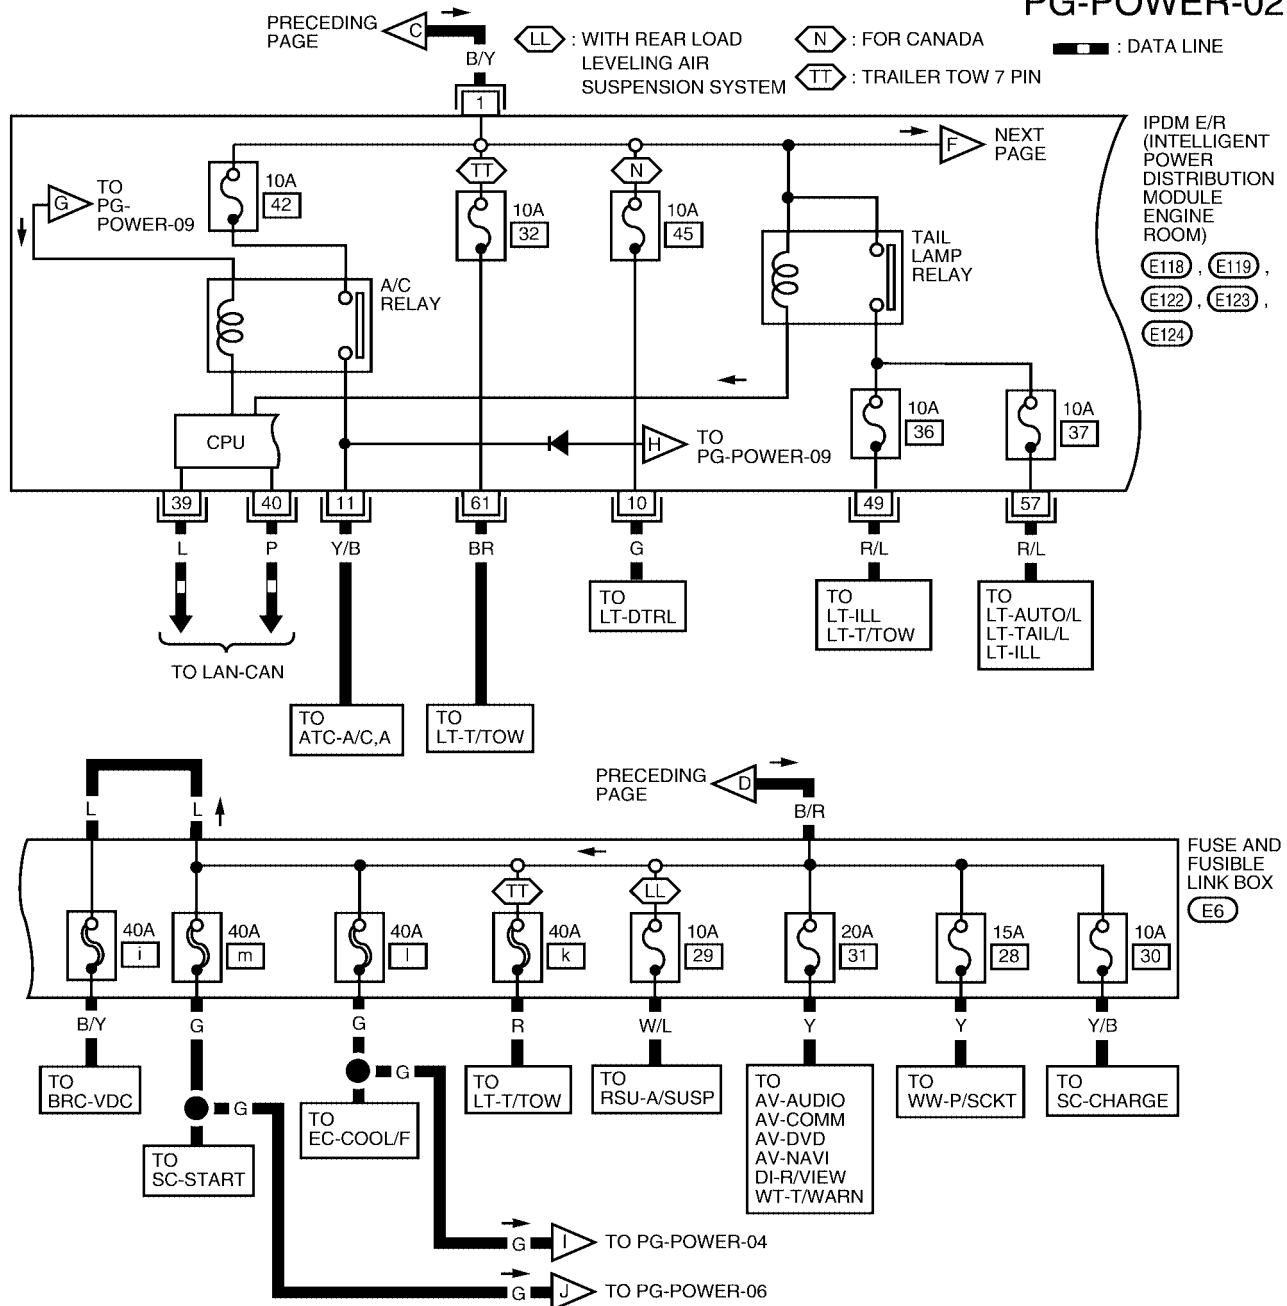 PG-POWER-02
PRECEDING
PAGE
C
B/Y
LL : WITH REAR LOAD
LEVELING AIR
SUSPENSION SYSTEM
N : FOR CANADA
TT : TRAILER TOW 7 PIN
: DATA LINE
1
F
NEXT
PAGE
IPDM E/R
(INTELLIGENT
POWER
DISTRIBUTION
MODULE
ENGINE
ROOM)
E118 , E119 ,
E122 , E123 ,
E124
G
TO
PG-
POWER-09
10A
42
TT
10A
32
N
10A
45
TAIL
LAMP
RELAY
A/C
RELAY
CPU
H
TO
PG-POWER-09
10A
36
10A
37
39
40
11
61
10
49
57
L
P
Y/B
BR
G
R/L
R/L
TO LAN-CAN
TO
ATC-A/C,A
TO
LT-T/TOW
TO
LT-DTRL
TO
LT-ILL
LT-T/TOW
TO
LT-AUTO/L
LT-TAIL/L
LT-ILL
PRECEDING
PAGE
D
B/R
L
L
FUSE AND
FUSIBLE
LINK BOX
E6
TT
LL
40A
i
40A
m
40A
l
40A
k
10A
29
20A
31
15A
28
10A
30
B/Y
G
G
R
W/L
Y
Y
Y/B
G
G
TO
BRC-VDC
TO
SC-START
TO
EC-COOL/F
TO
LT-T/TOW
TO
RSU-A/SUSP
TO
AV-AUDIO
AV-COMM
AV-DVD
AV-NAVI
DI-R/VIEW
WT-T/WARN
TO
WW-P/SCKT
TO
SC-CHARGE
G
I
TO PG-POWER-04
G
J
TO PG-POWER-06